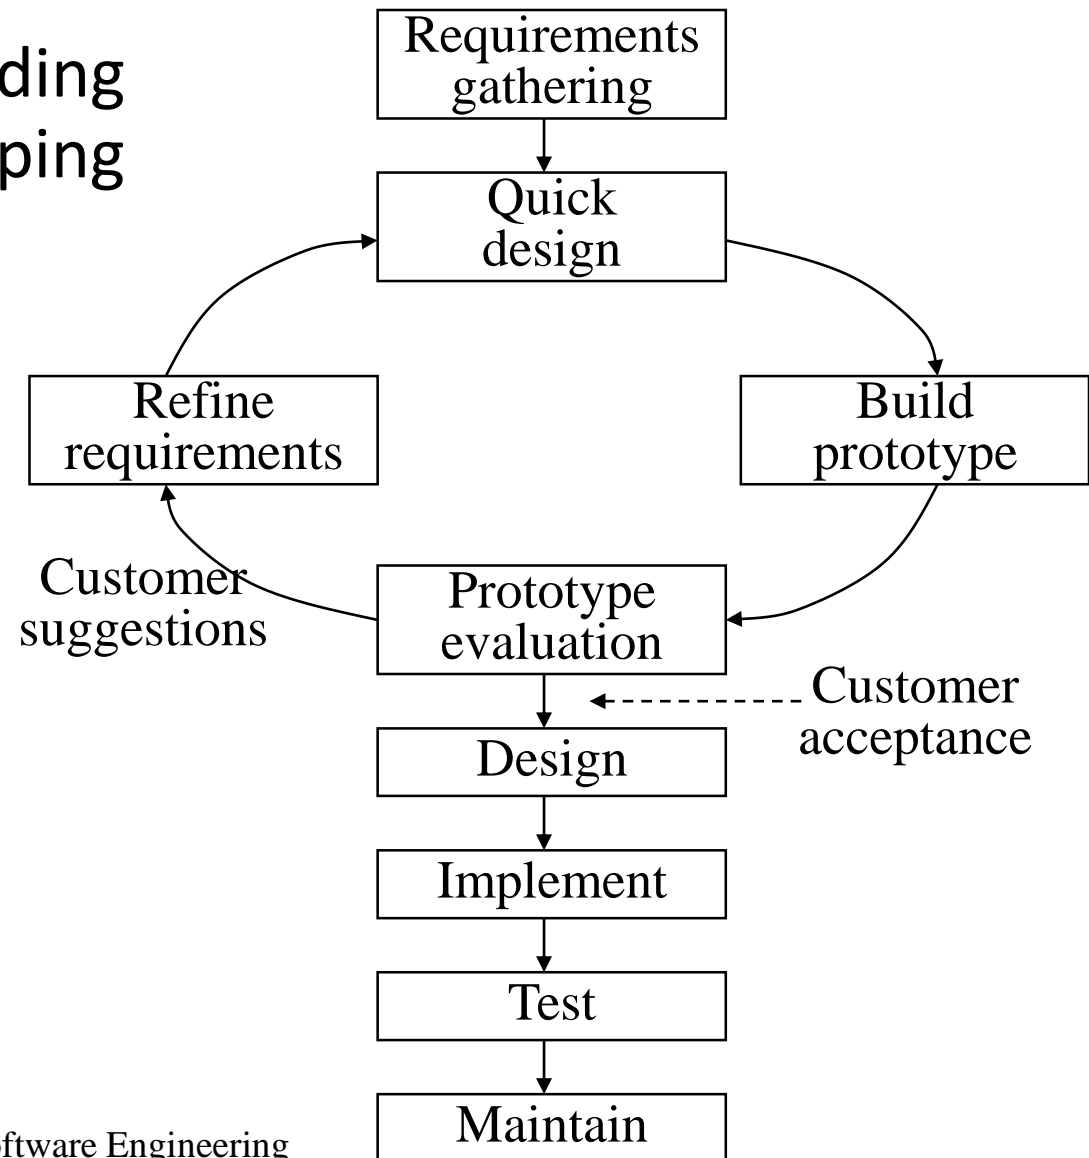 Requirements
gathering
ding
ping
Quick
design
Refine
requirements
Build
prototype
Customer
suggestions
Prototype
evaluation
Customer
acceptance
Design
Implement
Test
Maintain
ftware Engineering